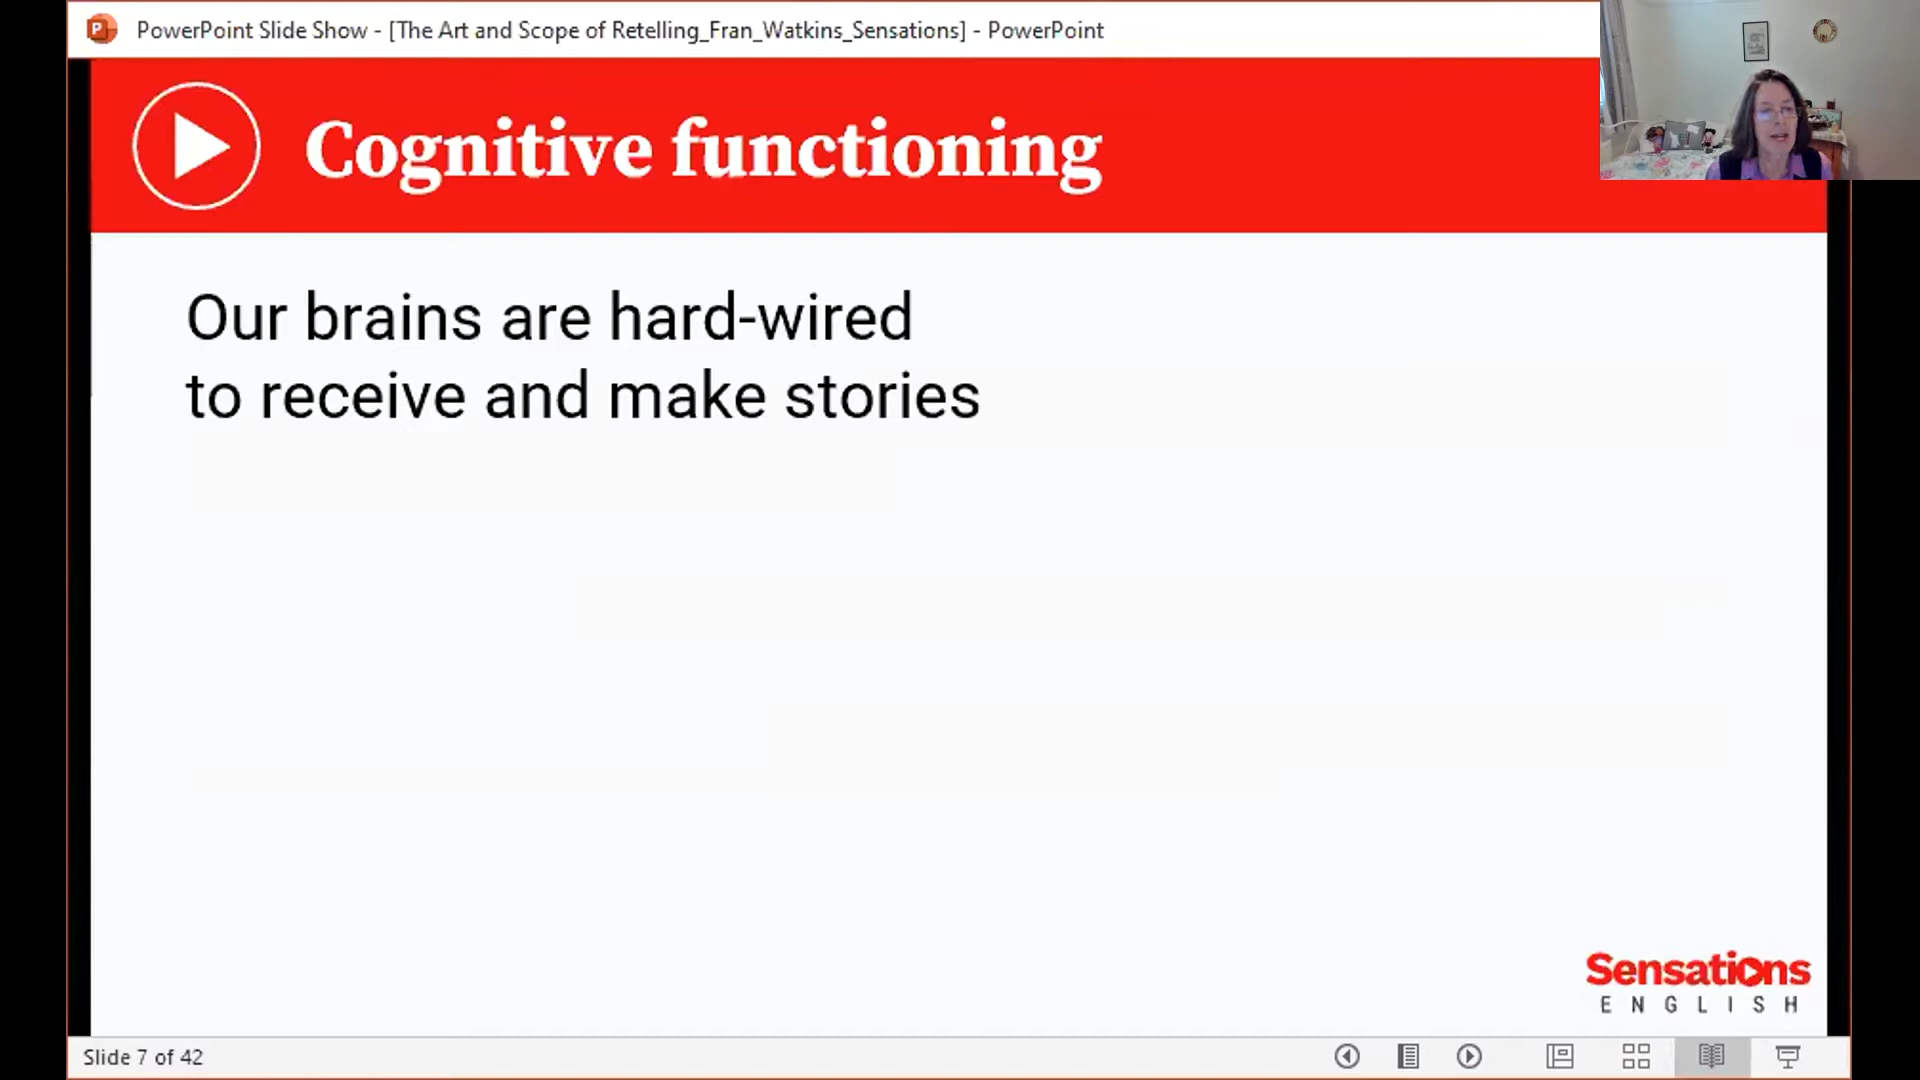 PowerPoint Slide Show - [The Art and Scope of Retelling_Fran_Watkins_Sensations] - PowerPoint
Cognitive functioning
Our brains are hard-wired
to receive and make stories
Sensations
ENGLISH
Slide 7 of 42